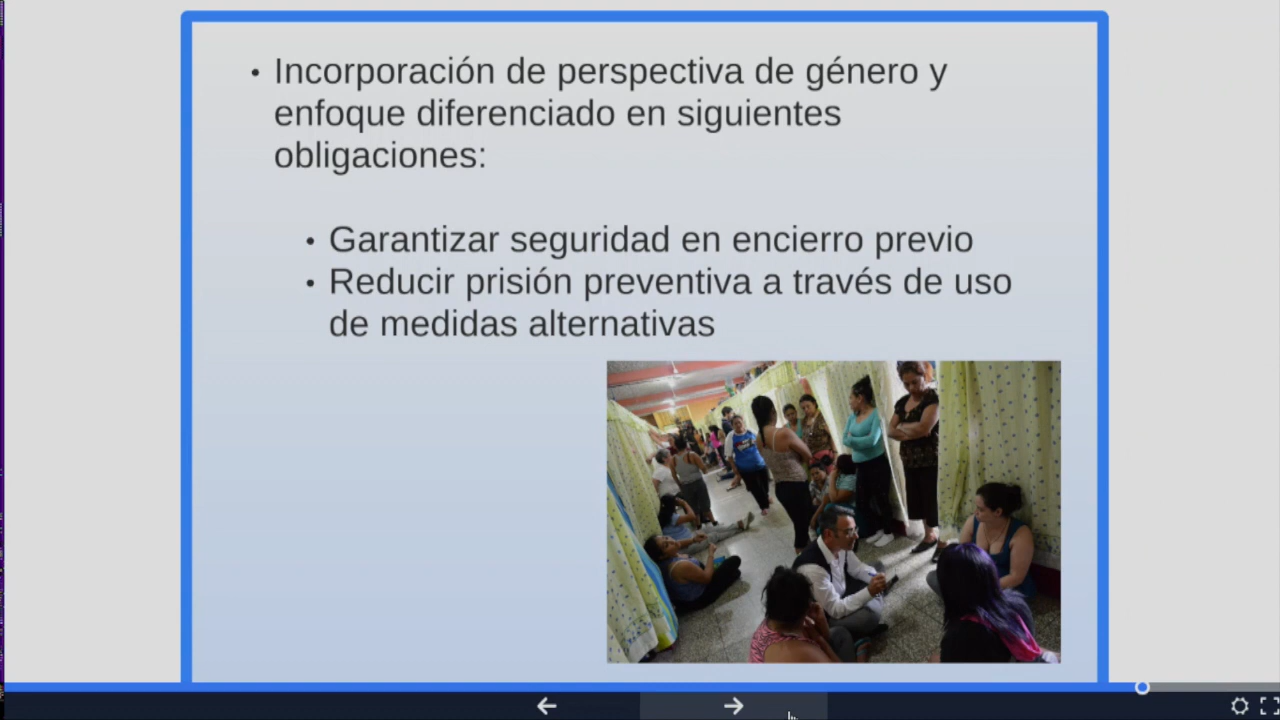 • Incorporación de perspectiva de género y
enfoque diferenciado en siguientes
obligaciones:
• Garantizar seguridad en encierro previo
• Reducir prisión preventiva a través de uso
de medidas alternativas